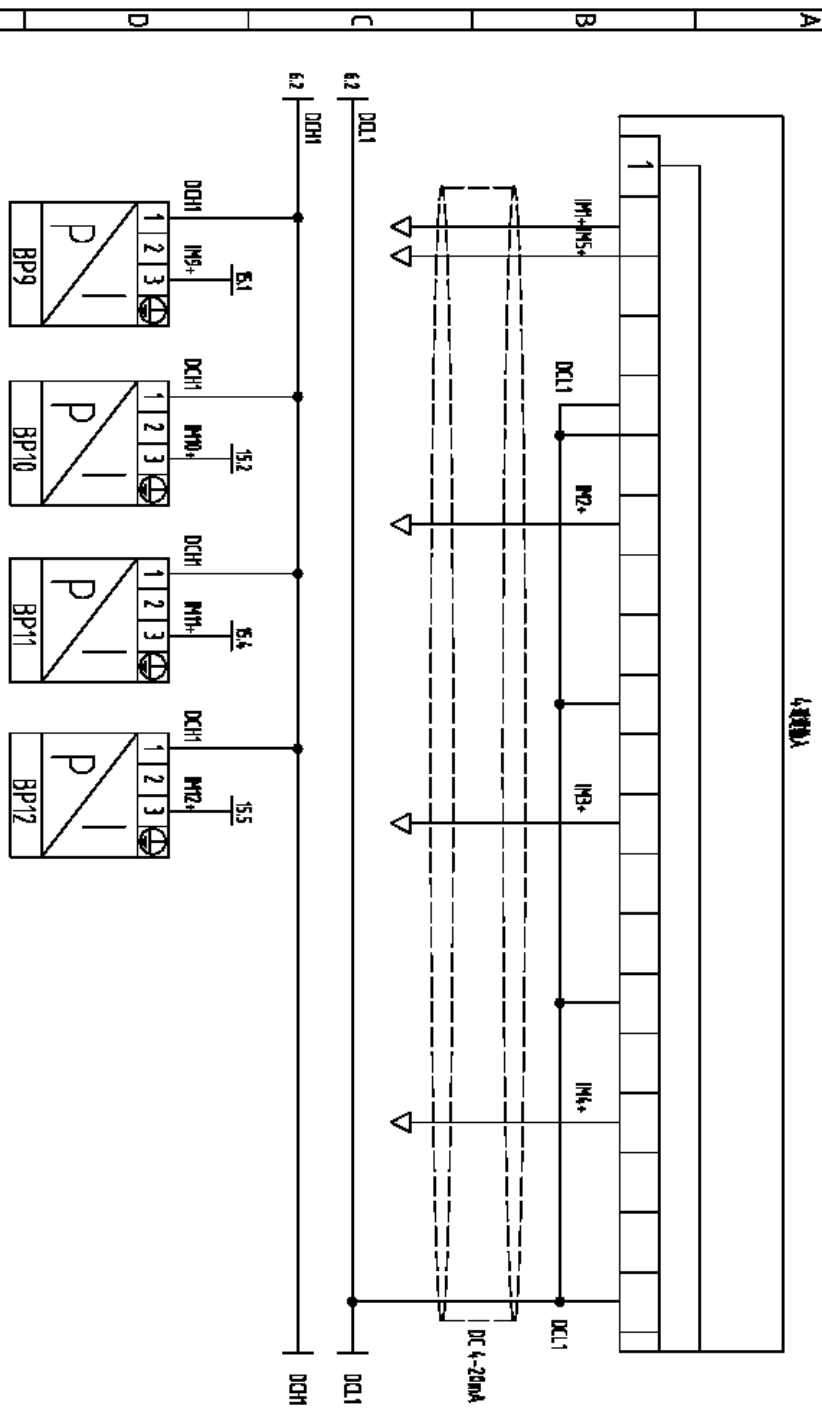 A
1
B
IM1+IM5+ IM2+ IM3+ IM4+
DCL1 DCL1
DC 4-20mA
C
DCL1 DCL1
6.2
DCH1 DCH1
6.2
15.1 15.2 15.4 15.5
DCH1 IM9+ DCH1 IM10+ DCH1 IM11+ DCH1 IM12+
1 2 3 1 2 3 1 2 3 1 2 3
D
P I P I P I P I
BP9 BP10 BP11 BP12